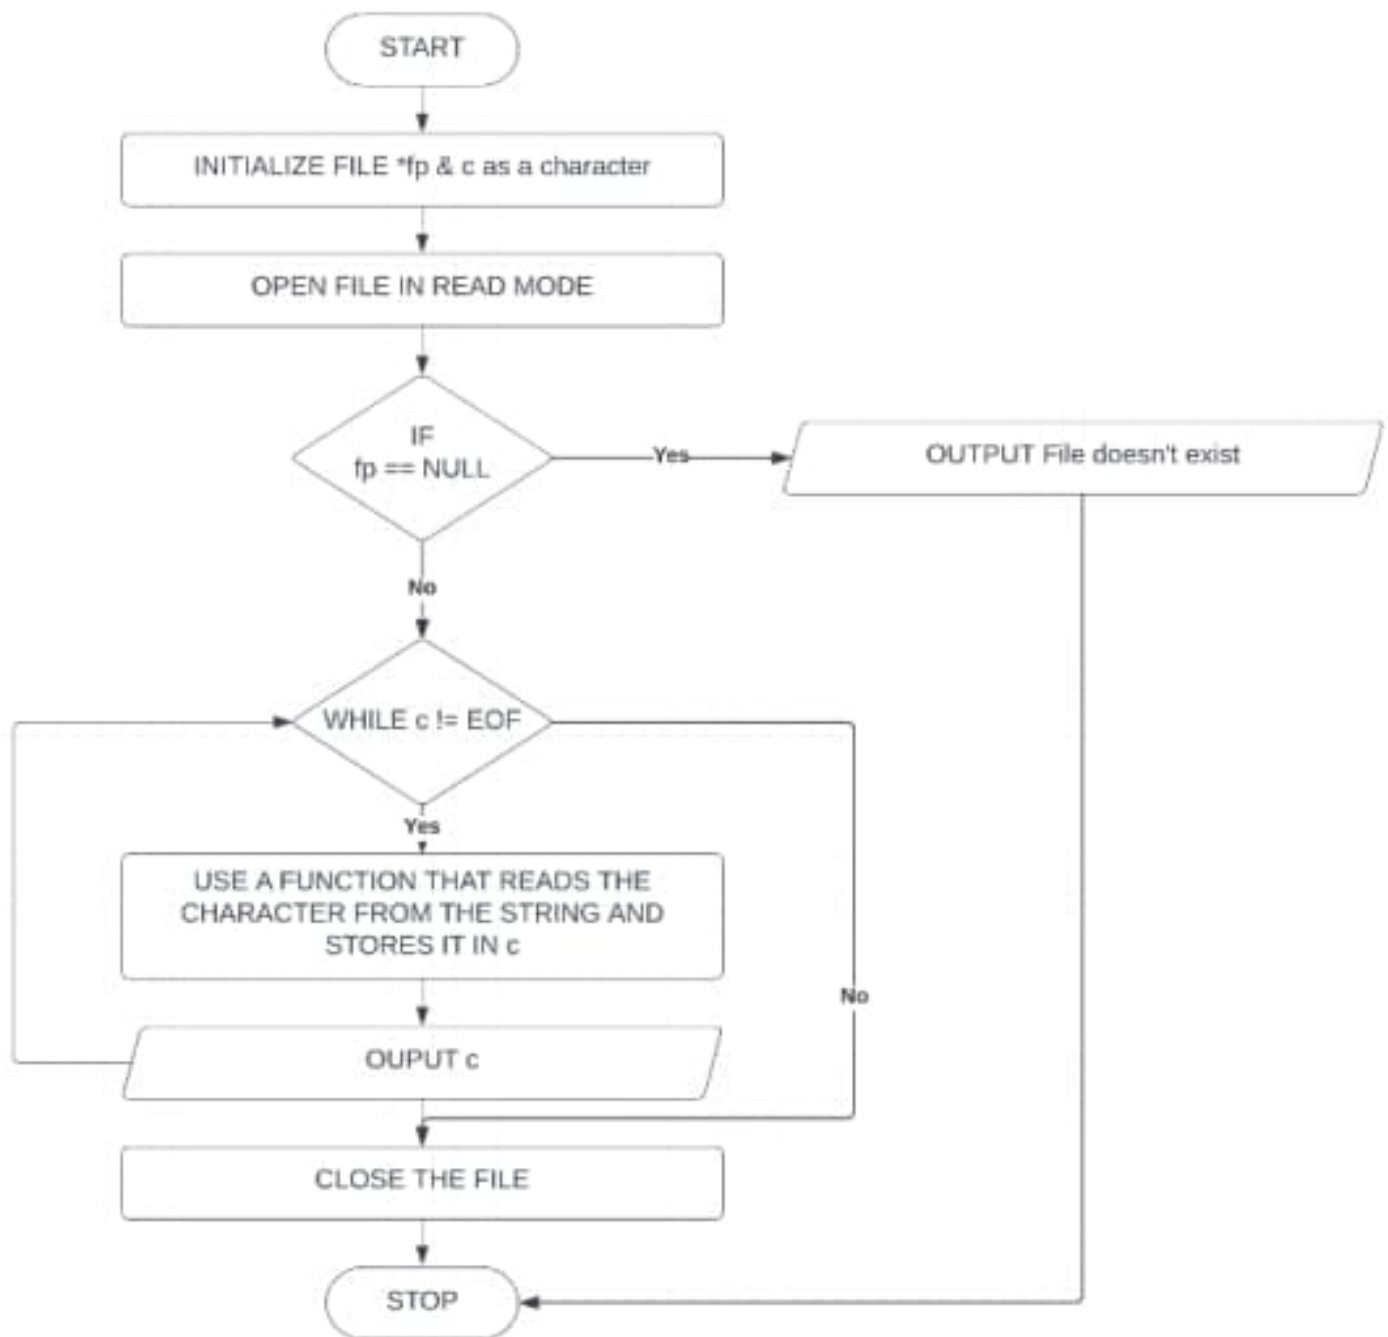 START
INITIALIZE FILE *fp & c as a character
OPEN FILE IN READ MODE
IF
fp == NULL
Yes
OUTPUT File doesn't exist
No
WHILE c != EOF
Yes
USE A FUNCTION THAT READS THE
CHARACTER FROM THE STRING AND
STORES IT IN c
No
OUPUT c
CLOSE THE FILE
STOP